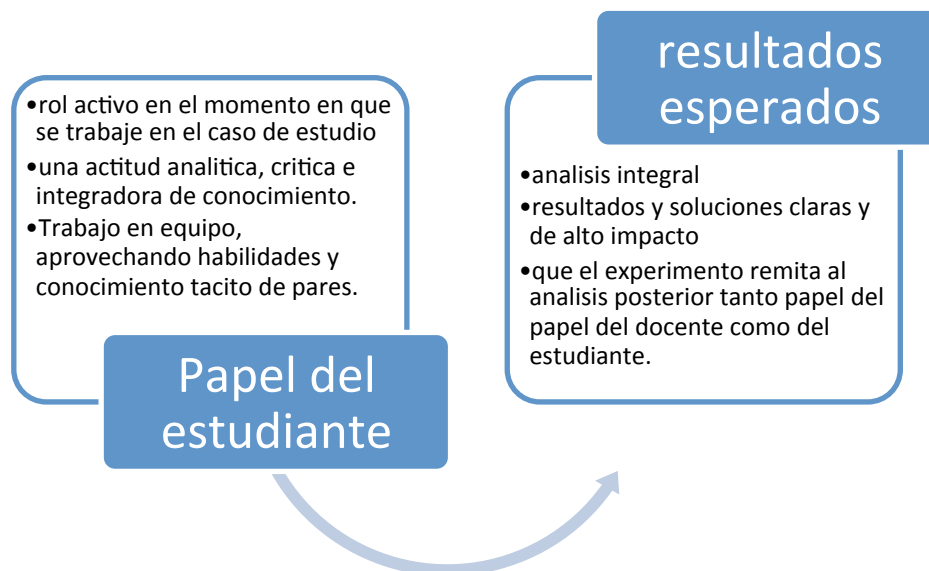 •rol activo en el momento en que
se trabaje en el caso de estudio
•una actitud analitica, critica e
integradora de conocimiento.
•Trabajo en equipo,
aprovechando habilidades y
conocimiento tacito de pares.
Papel del
estudiante
resultados
esperados
•analisis integral
•resultados y soluciones claras y
de alto impacto
•que el experimento remita al
analisis posterior tanto papel del
papel del docente como del
estudiante.